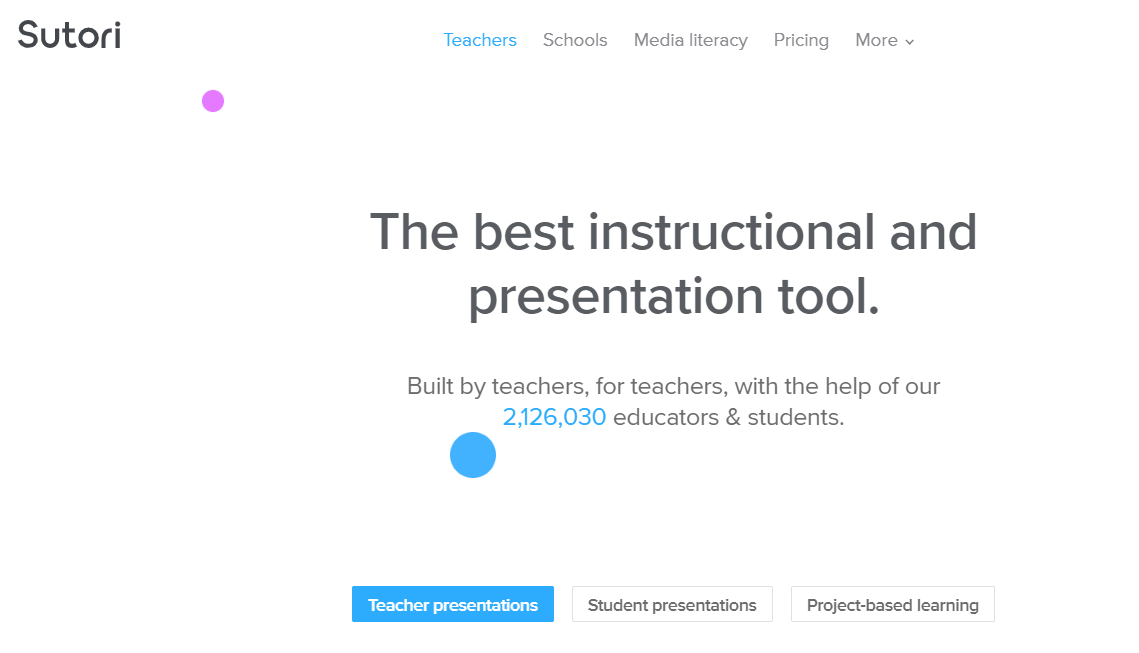 Sutori
Teachers Schools Media literacy Pricing More
The best instructional and
presentation tool.
Built by teachers, for teachers, with the help of our
2,126,030 educators & students.
Teacher presentations Student presentations Project-based learning